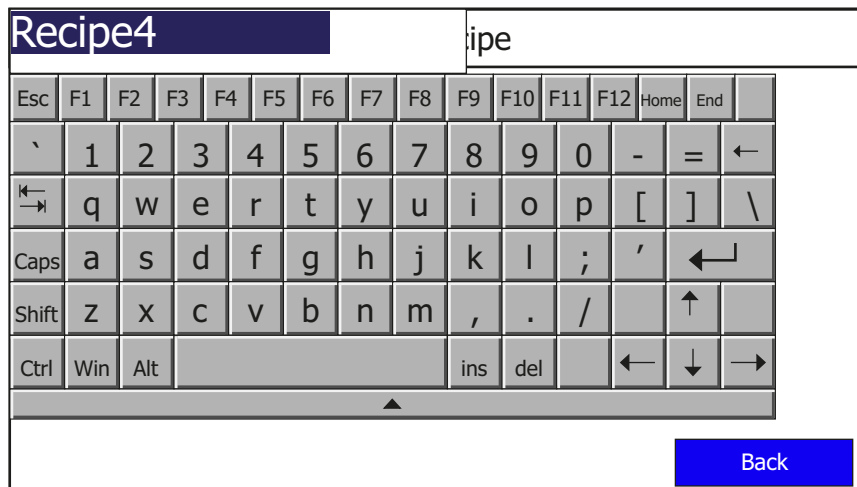 Recipe4
ipe
Esc F1 F2 F3 F4 F5 F6 F7 F8 F9 F10 F11 F12 Home End
` 1 2 3 4 5 6 7 8 9 0 - = ←
q w e r t y u i o p [ ] \
Caps a s d f g h j k l ; ′
Shift z x c v b n m , . / ↑
Ctrl Win Alt ins del ← ↓ →
Back